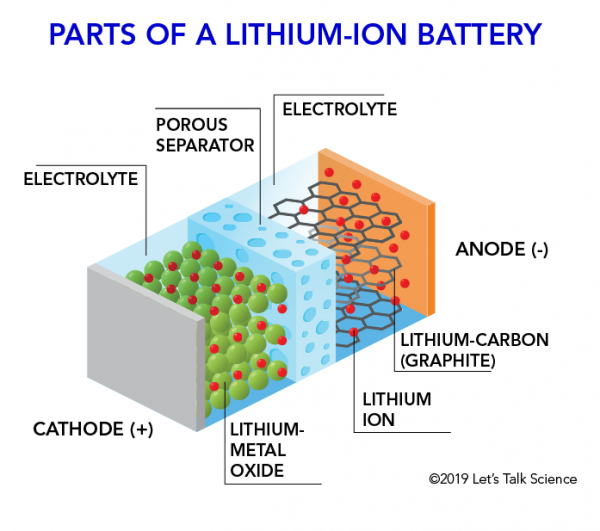 PARTS OF A LITHIUM-ION BATTERY
ELECTROLYTE
POROUS
SEPARATOR
ELECTROLYTE
ANODE (-)
LITHIUM-CARBON
(GRAPHITE)
LITHIUM
ION
CATHODE (+)
LITHIUM-
METAL
OXIDE
©2019 Let's Talk Science